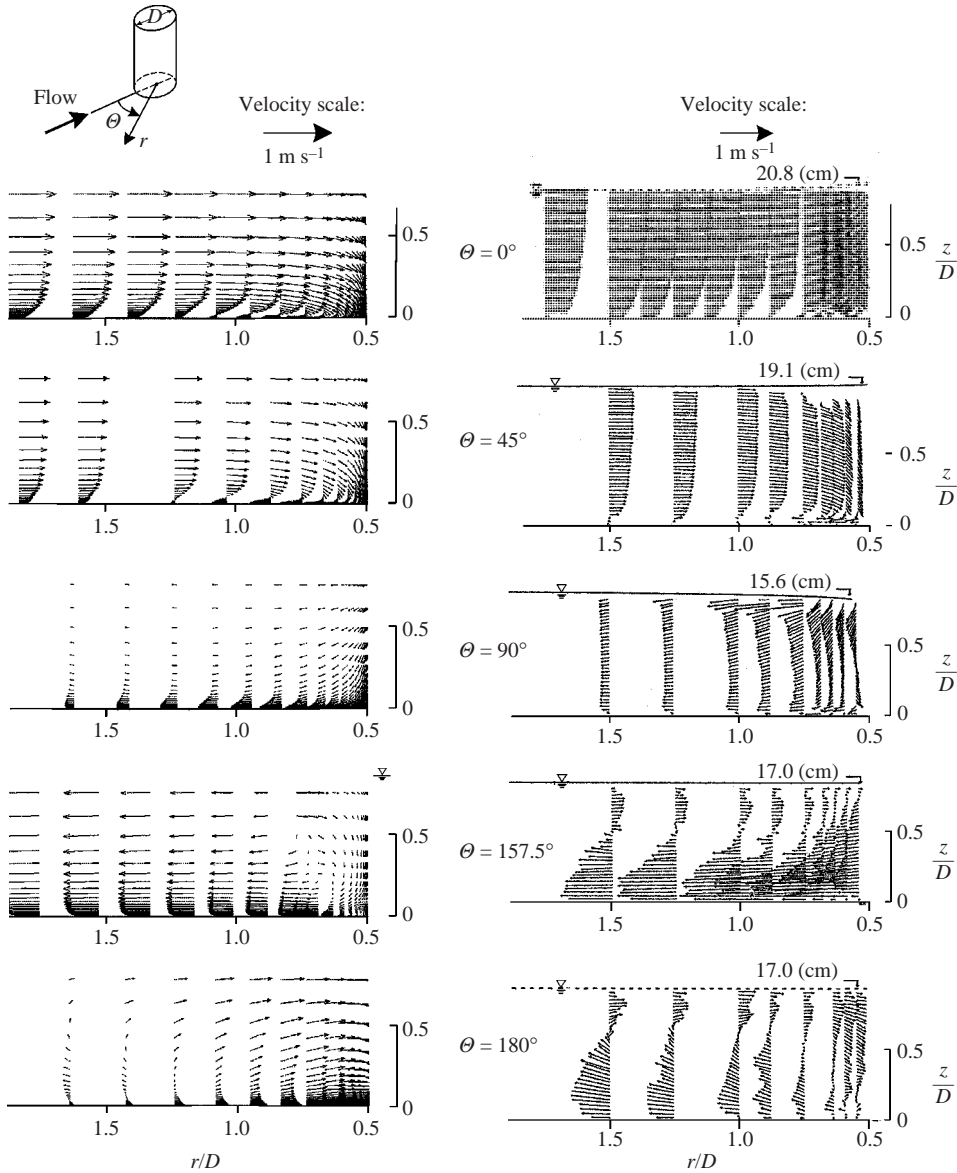 D
Flow
Θ
r
Velocity scale:
1 m s⁻¹
Velocity scale:
1 m s⁻¹
20.8 (cm)
0.5
0
1.5 1.0 0.5
Θ = 0°
0.5
0
z/D
1.5 1.0 0.5
19.1 (cm)
0.5
0
1.5 1.0 0.5
Θ = 45°
0.5
0
z/D
1.5 1.0 0.5
15.6 (cm)
0.5
0
1.5 1.0 0.5
Θ = 90°
0.5
0
z/D
1.5 1.0 0.5
17.0 (cm)
0.5
0
1.5 1.0 0.5
Θ = 157.5°
0.5
0
z/D
1.5 1.0 0.5
17.0 (cm)
0.5
0
1.5 1.0 0.5
r/D
Θ = 180°
0.5
0
z/D
1.5 1.0 0.5
r/D